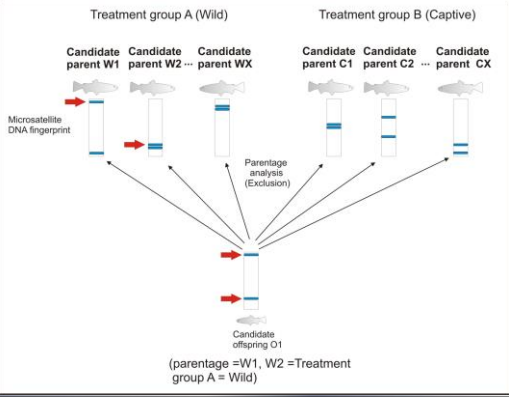 Treatment group A (Wild)
Treatment group B (Captive)
Candidate parent W1
Candidate parent W2 ...
Candidate parent WX
Candidate parent C1
Candidate parent C2 ...
Candidate parent CX
Microsatellite
DNA fingerprint
Parentage
analysis
(Exclusion)
Candidate
offspring O1
(parentage =W1, W2 =Treatment
group A = Wild)